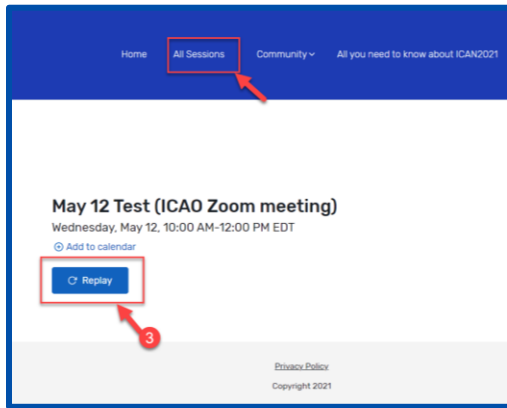 Home All Sessions Community All you need to know about ICAN2021
May 12 Test (ICAO Zoom meeting)
Wednesday, May 12, 10:00 AM-12:00 PM EDT
Add to calendar
Replay
3
Privacy Policy
Copyright 2021